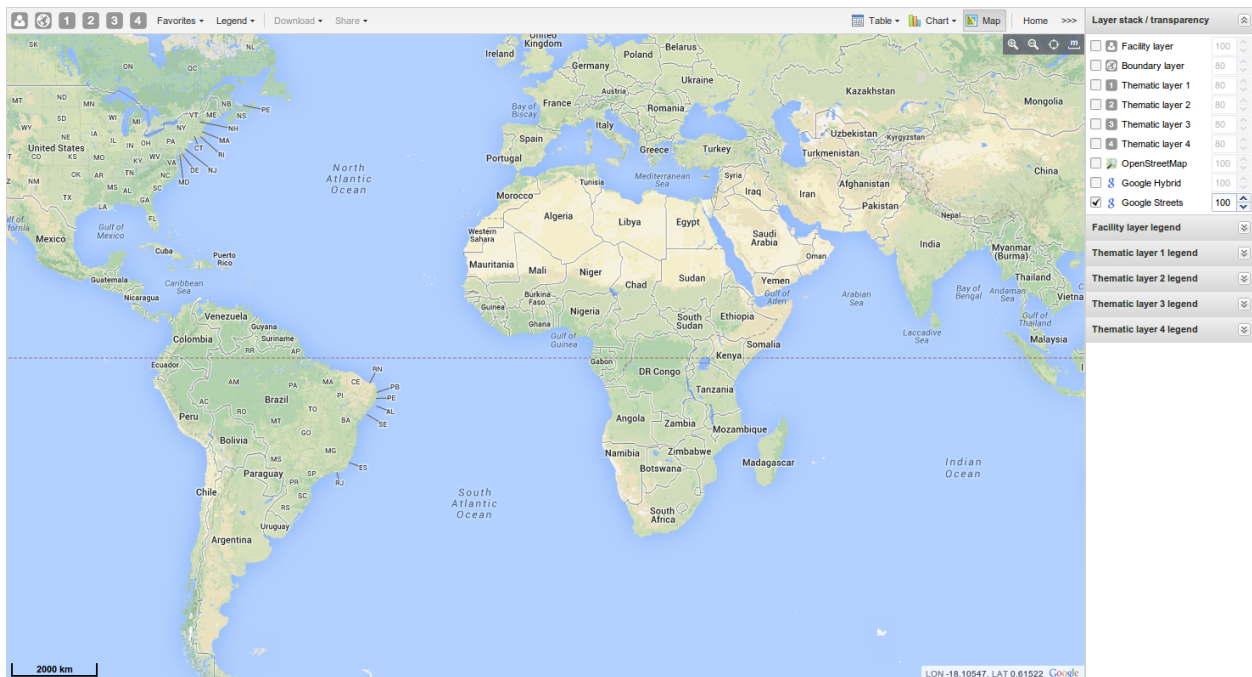 1 2 3 4 Favorites Legend Download Share Table Chart Map Home >>>
Layer stack / transparency
Facility layer 100
Boundary layer 80
1 Thematic layer 1 80
2 Thematic layer 2 80
3 Thematic layer 3 80
4 Thematic layer 4 80
OpenStreetMap 100
g Google Hybrid 100
g Google Streets 100
Facility layer legend
Thematic layer 1 legend
Thematic layer 2 legend
Thematic layer 3 legend
Thematic layer 4 legend
SK
ON
QC
NL
NB
PE
MT
ND
MN
VT
ME
NS
SD
WI
MI
NY
NH
WY
NE
IA
IL
IN
OH
PA
CT
MA
RI
United States
CO
KS
MO
KY
WV
VA
DE
NJ
MD
NM
OK
AR
TN
NC
SC
TX
MS
AL
GA
LA
FL
Mexico
Gulf of
Mexico
Cuba
Puerto
Rico
Guatemala
Caribbean
Sea
Nicaragua
North
Atlantic
Ocean
Venezuela
Guyana
Suriname
Colombia
RR
AP
Ecuador
AM
PA
MA
CE
RN
PB
PE
AL
SE
PI
AC
RO
Brazil
TO
BA
MT
GO
Peru
Bolivia
MG
MS
ES
SP
RJ
Paraguay
PR
SC
RS
Chile
Uruguay
Argentina
South
Atlantic
Ocean
Ireland
United
Kingdom
Poland
Belarus
Germany
Ukraine
Austria
Bay of
Biscay
France
Romania
Italy
Spain
Portugal
Greece
Turkey
Mediterranean
Sea
Tunisia
Syria
Iraq
Iran
Morocco
Algeria
Libya
Egypt
Western
Sahara
Saudi
Arabia
Oman
Mauritania
Mali
Niger
Chad
Sudan
Yemen
Gulf of
Aden
Burkina
Faso
Guinea
Nigeria
Ghana
Gulf of
Guinea
South
Sudan
Ethiopia
Somalia
Gabon
DR Congo
Kenya
Tanzania
Angola
Zambia
Mozambique
Namibia
Zimbabwe
Botswana
Madagascar
South
Africa
Kazakhstan
Mongolia
Uzbekistan
Kyrgyzstan
Turkmenistan
China
Afghanistan
Pakistan
Nepal
India
Myanmar
(Burma)
Thailand
Arabian
Sea
Bay of
Bengal
Andaman
Sea
Gulf of
Thailand
Laccadive
Sea
Malaysia
Indian
Ocean
2000 km
LON -18.10547, LAT 0.61522 Google